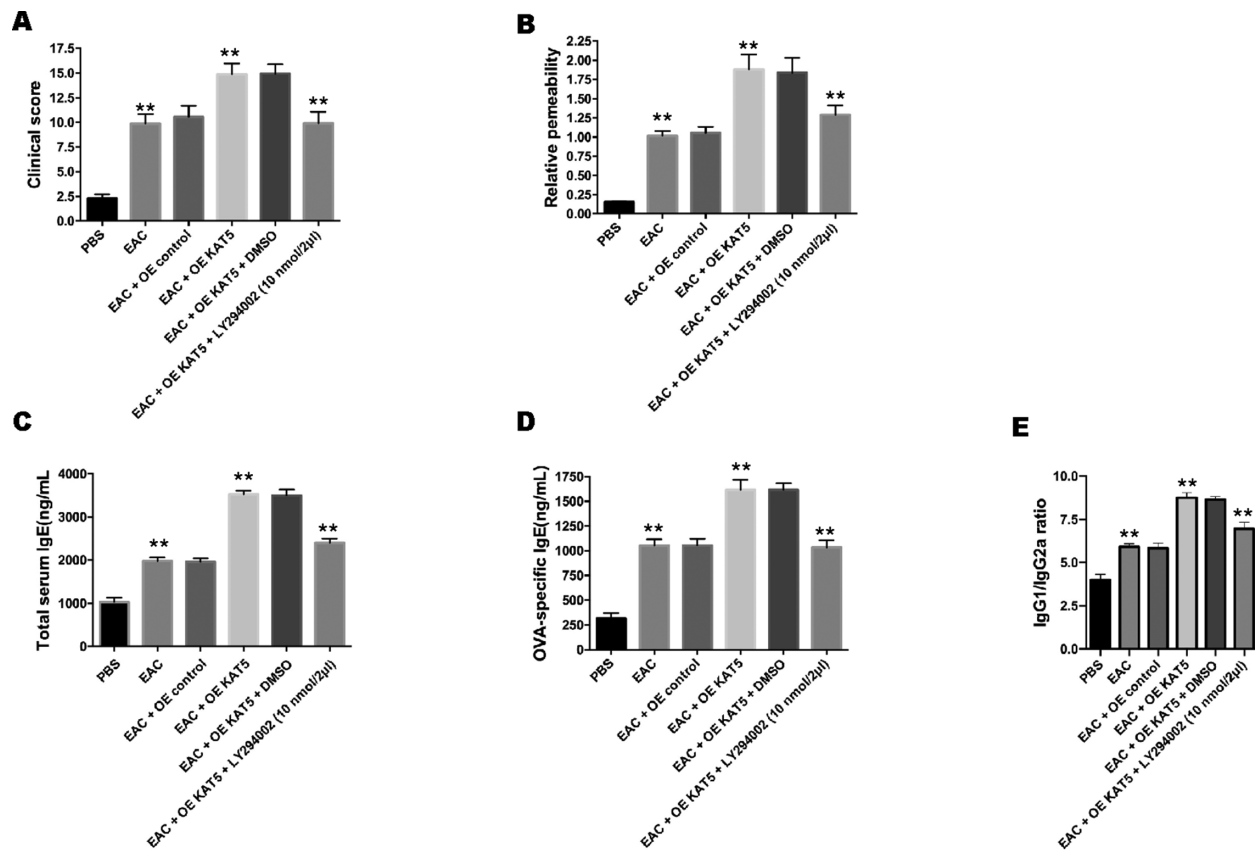 A
Clinical score
17.5
15.0
12.5
10.0
7.5
5.0
2.5
0.0
**
**
**
PBS
EAC
EAC + OE control
EAC + OE KAT5
EAC + OE KAT5 + DMSO
EAC + OE KAT5 + LY294002 (10 nmol/2μl)
B
Relative pemeability
2.25
2.00
1.75
1.50
1.25
1.00
0.75
0.50
0.25
0.00
**
**
**
PBS
EAC
EAC + OE control
EAC + OE KAT5
EAC + OE KAT5 + DMSO
EAC + OE KAT5 + LY294002 (10 nmol/2μl)
C
Total serum IgE(ng/mL)
4000
3000
2000
1000
0
**
**
**
PBS
EAC
EAC + OE control
EAC + OE KAT5
EAC + OE KAT5 + DMSO
EAC + OE KAT5 + LY294002 (10 nmol/2μl)
D
OVA-specific IgE(ng/mL)
1750
1500
1250
1000
750
500
250
0
**
**
**
PBS
EAC
EAC + OE control
EAC + OE KAT5
EAC + OE KAT5 + DMSO
EAC + OE KAT5 + LY294002 (10 nmol/2μl)
E
IgG1/IgG2a ratio
10.0
7.5
5.0
2.5
0.0
**
**
**
PBS
EAC
EAC + OE control
EAC + OE KAT5
EAC + OE KAT5 + DMSO
EAC + OE KAT5 + LY294002 (10 nmol/2μl)